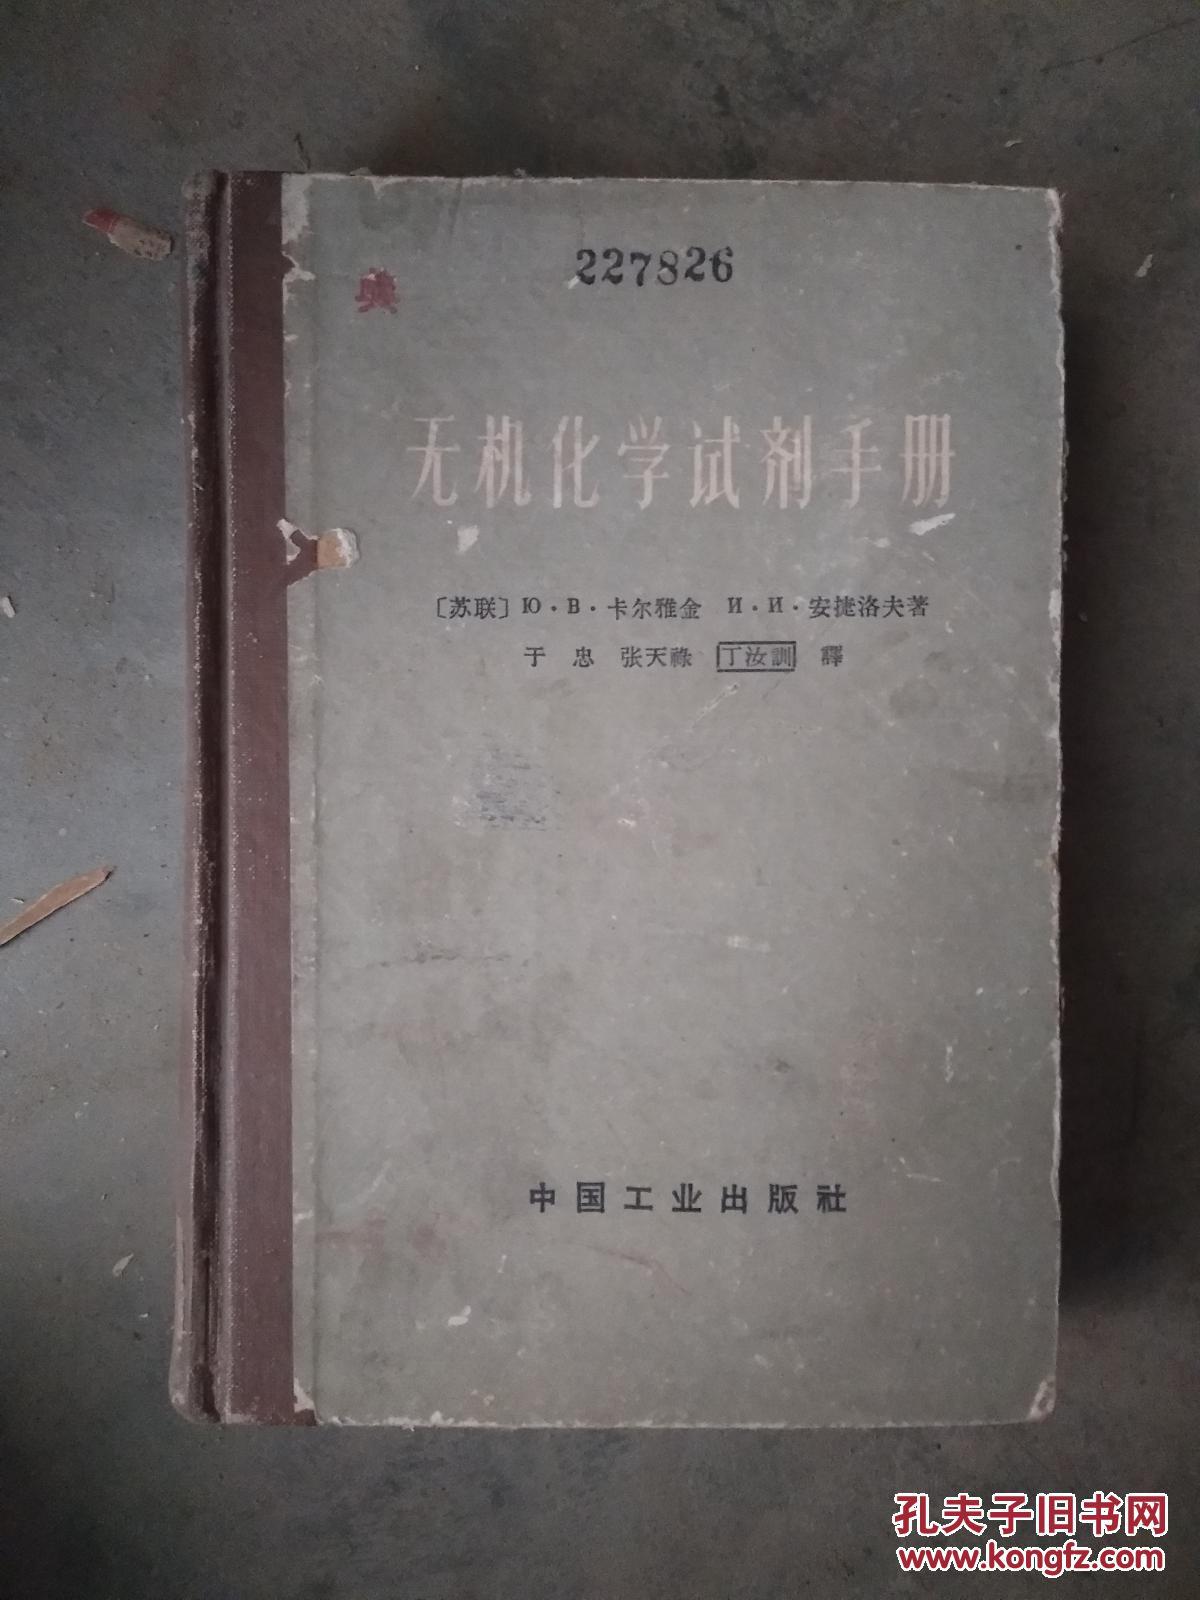 227826
典
无机化学试剂手册
〔苏联〕Ю·В·卡尔雅金 И·И·安捷洛夫著
于 忠 张天祿 丁汝訓 譯
中国工业出版社
孔夫子旧书网
www.kongfz.com